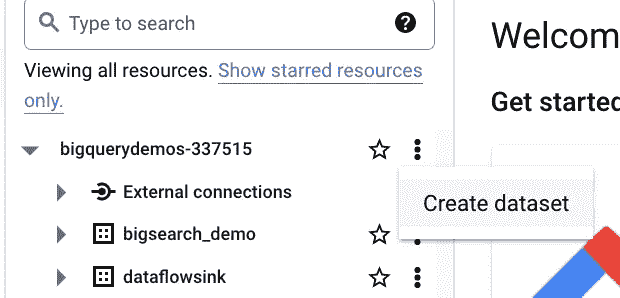 Type to search
?
Welcom
Viewing all resources. Show starred resources
only.
Get started
bigquerydemos-337515
External connections
Create dataset
bigsearch_demo
dataflowsink